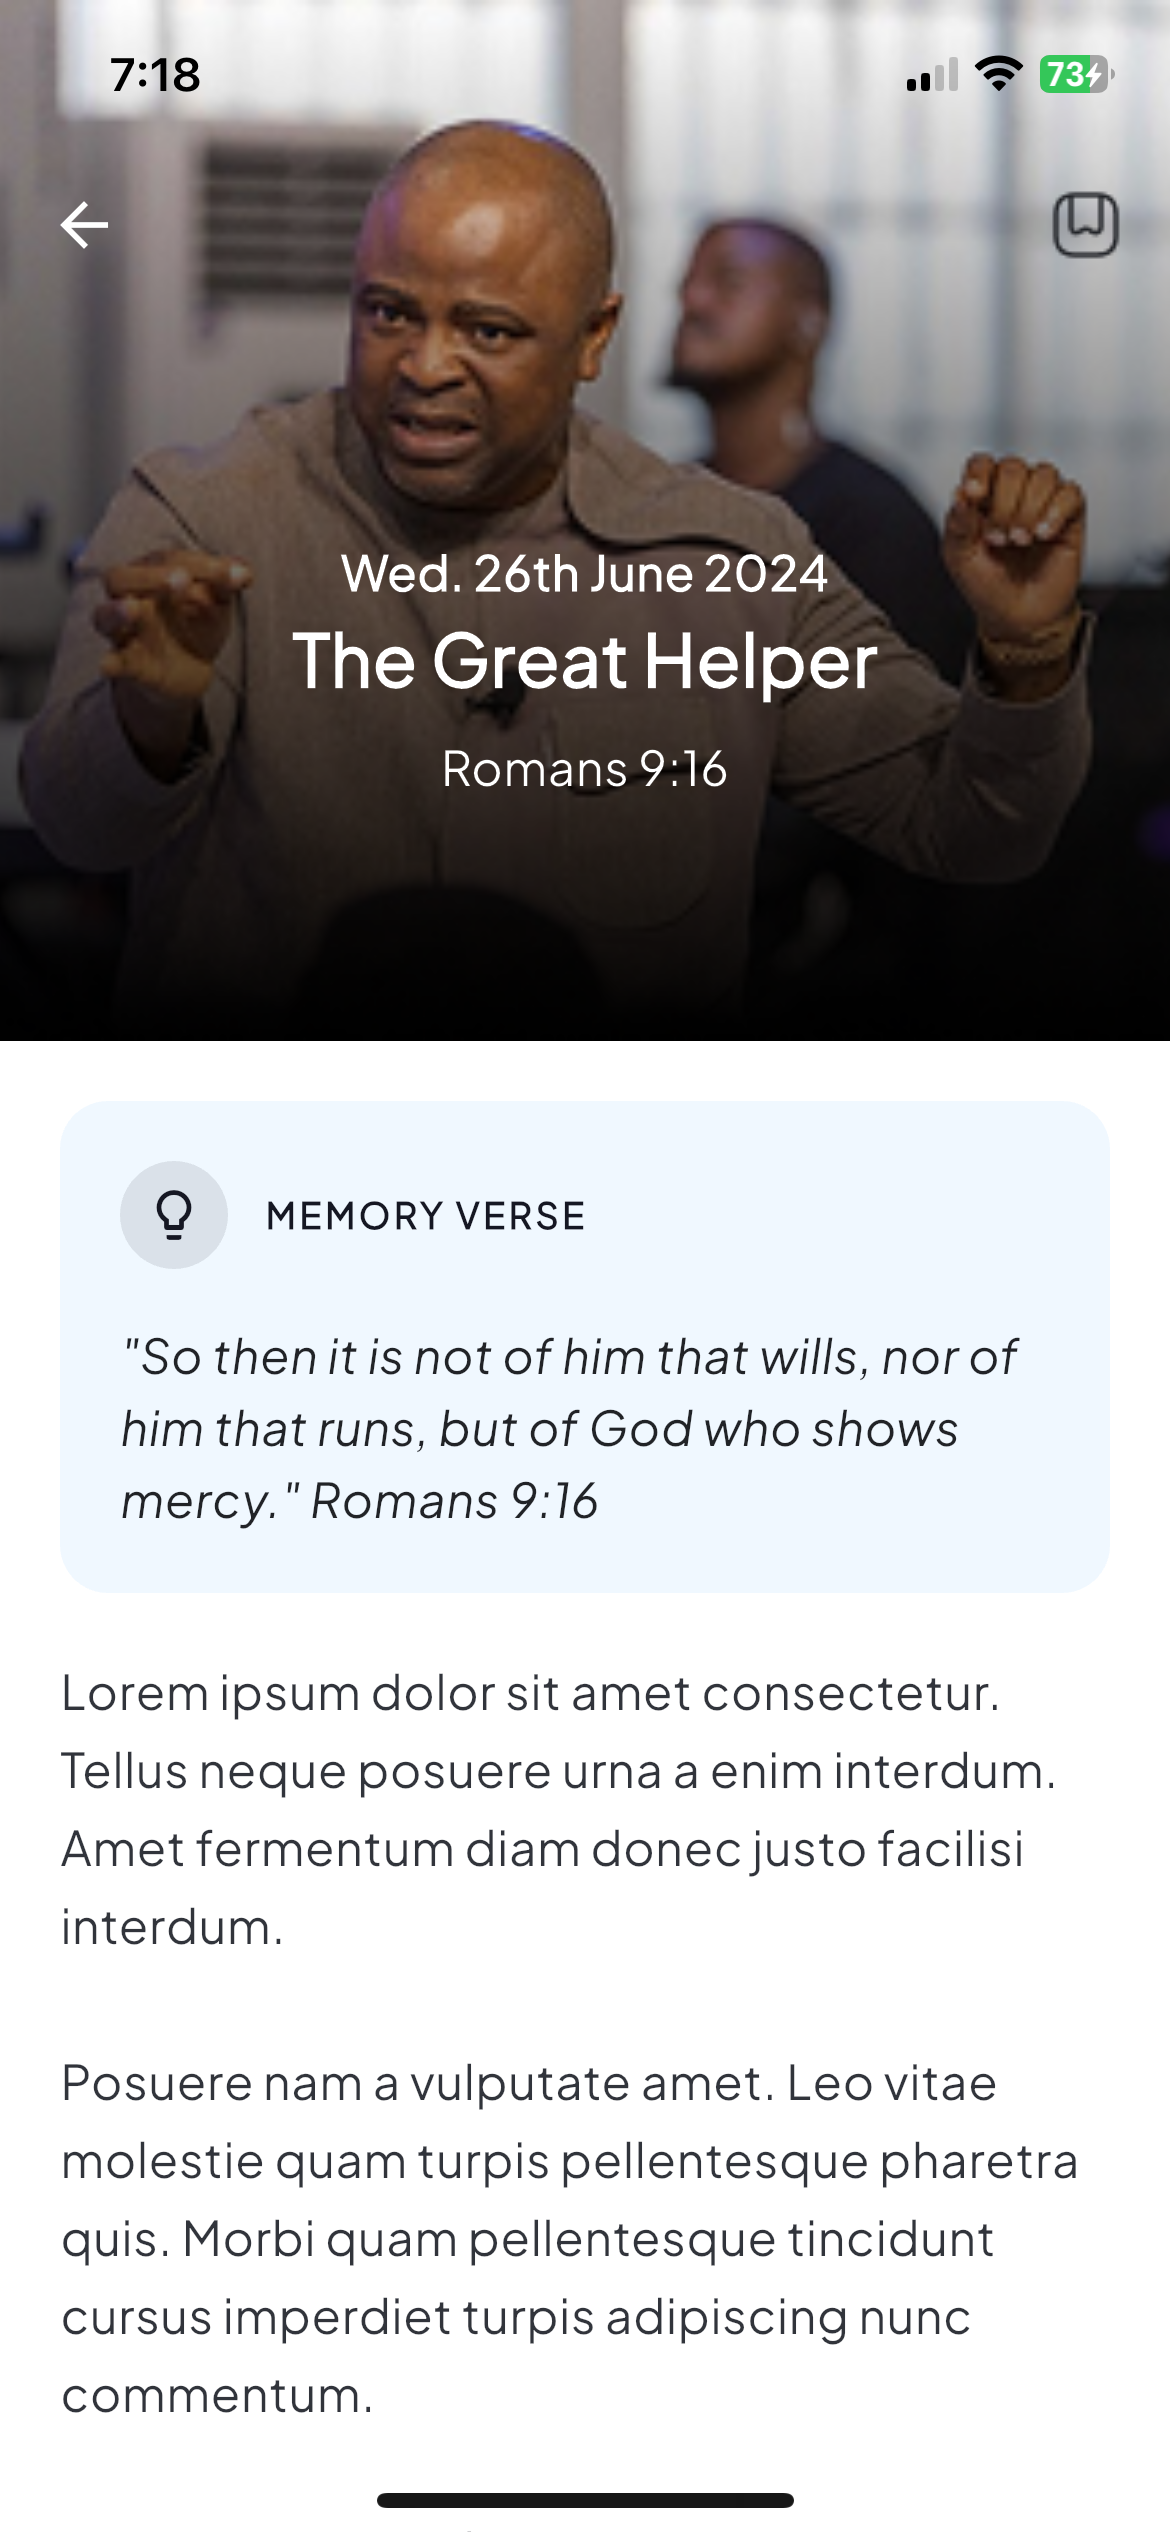 7:18
73
Wed. 26th June 2024
The Great Helper
Romans 9:16
MEMORY VERSE
"So then it is not of him that wills, nor of
him that runs, but of God who shows
mercy." Romans 9:16
Lorem ipsum dolor sit amet consectetur.
Tellus neque posuere urna a enim interdum.
Amet fermentum diam donec justo facilisi
interdum.
Posuere nam a vulputate amet. Leo vitae
molestie quam turpis pellentesque pharetra
quis. Morbi quam pellentesque tincidunt
cursus imperdiet turpis adipiscing nunc
commentum.